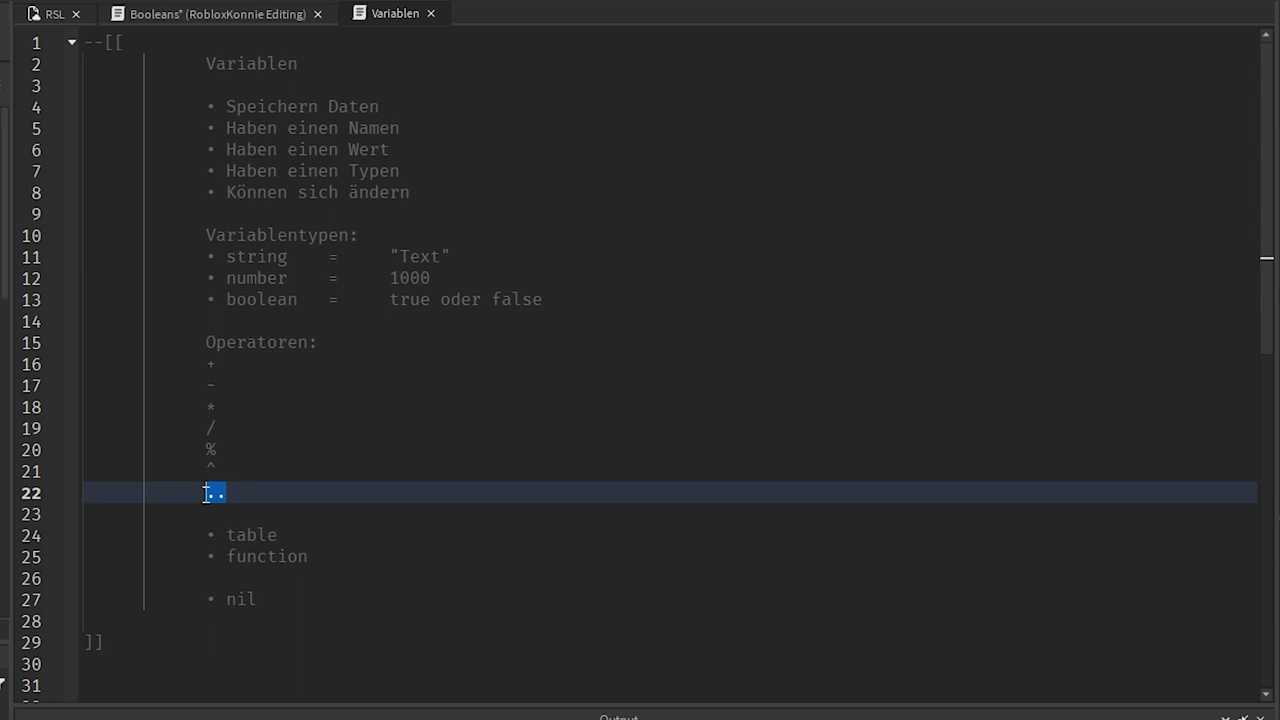 RSL × Booleans* (RobloxKonnie Editing) × Variablen ×
1 --[[
2 Variablen
3
4 • Speichern Daten
5 • Haben einen Namen
6 • Haben einen Wert
7 • Haben einen Typen
8 • Können sich ändern
9
10 Variablentypen:
11 • string = "Text"
12 • number = 1000
13 • boolean = true oder false
14
15 Operatoren:
16 +
17 -
18 *
19 /
20 %
21 ^
22 ..
23
24 • table
25 • function
26
27 • nil
28
29 ]]
30
31